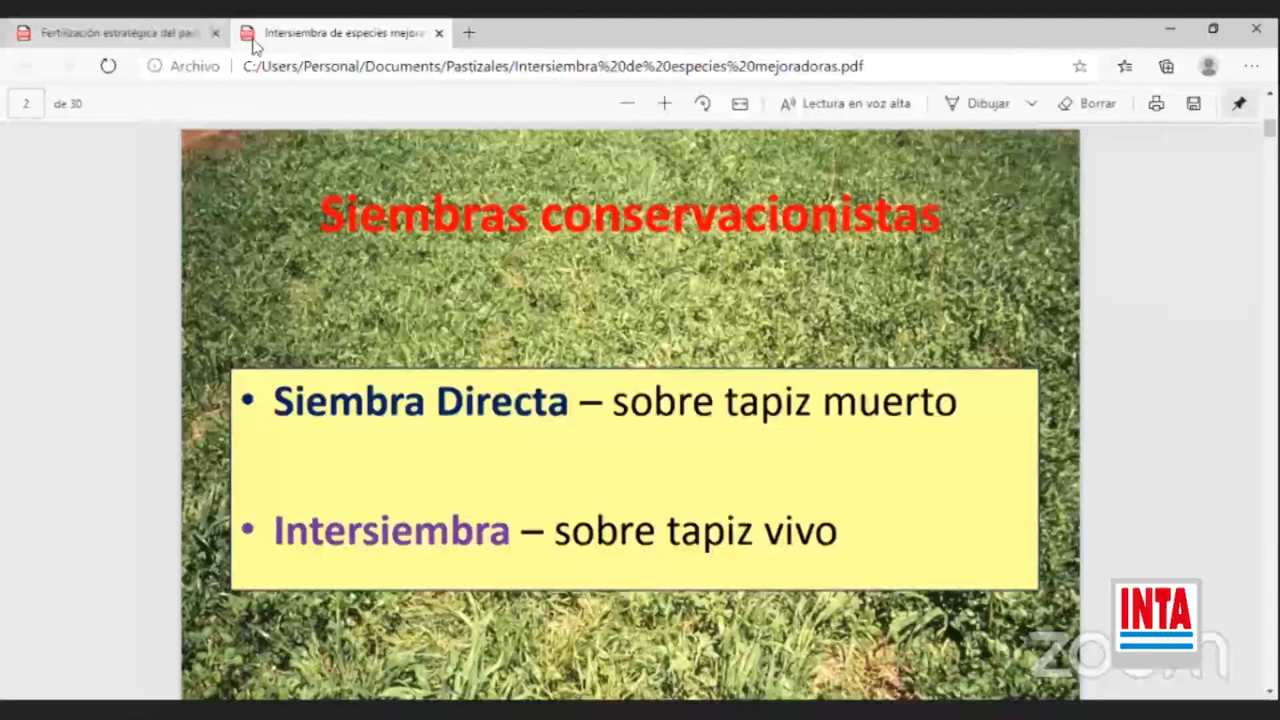 Fertilización estratégica del past
Intersiembra de especies mejora
Archivo
C:/Users/Personal/Documents/Pastizales/Intersiembra%20de%20especies%20mejoradoras.pdf
2 de 30
Lectura en voz alta
Dibujar
Borrar
Siembras conservacionistas
• Siembra Directa – sobre tapiz muerto
• Intersiembra – sobre tapiz vivo
INTA
zoom